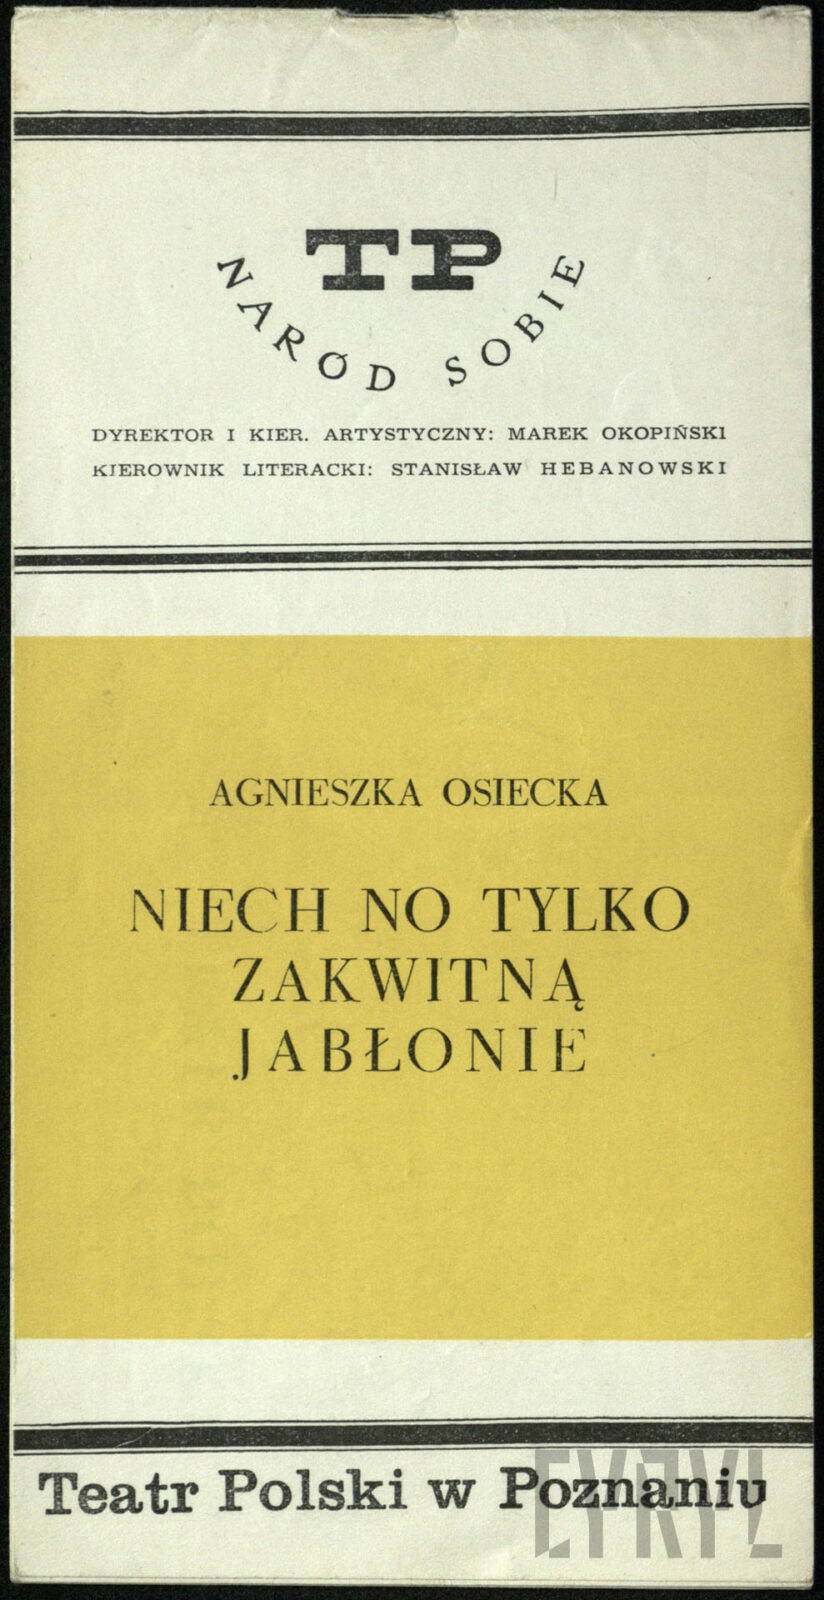 TP
NARÓD SOBIE
DYREKTOR I KIER. ARTYSTYCZNY: MAREK OKOPIŃSKI
KIEROWNIK LITERACKI: STANISŁAW HEBANOWSKI
AGNIESZKA OSIECKA
NIECH NO TYLKO
ZAKWITNĄ
JABŁONIE
Teatr Polski w Poznaniu
CYRYL